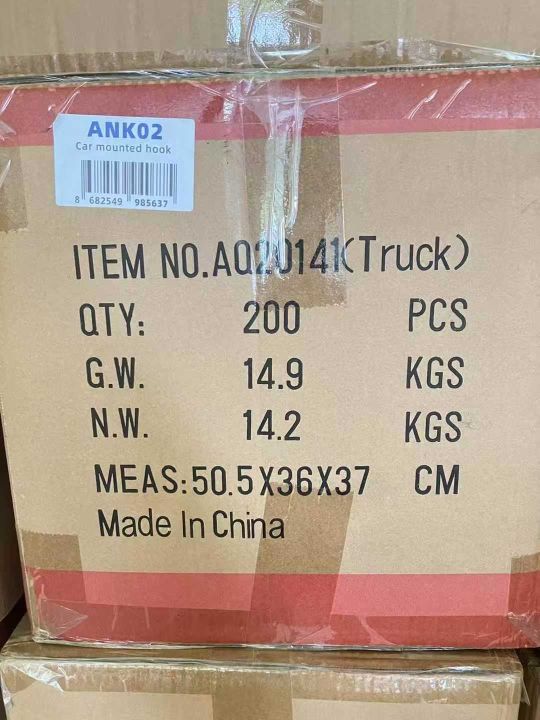 ANK02
Car mounted hook
8 682549 985637
ITEM NO.AQ20141(Truck)
QTY: 200 PCS
G.W. 14.9 KGS
N.W. 14.2 KGS
MEAS:50.5X36X37 CM
Made In China